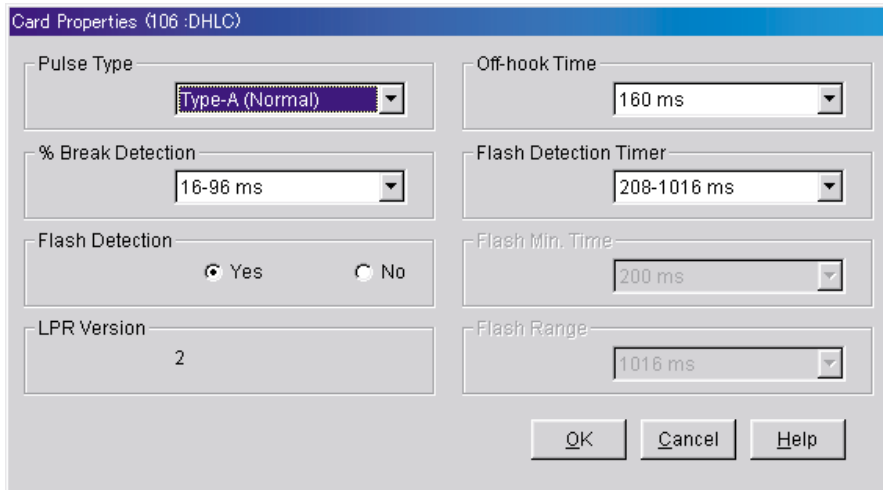 Card Properties (106 :DHLC)
Pulse Type
Type-A (Normal)
Off-hook Time
160 ms
% Break Detection
16-96 ms
Flash Detection Timer
208-1016 ms
Flash Detection
Yes No
Flash Min. Time
200 ms
LPR Version
2
Flash Range
1016 ms
OK Cancel Help